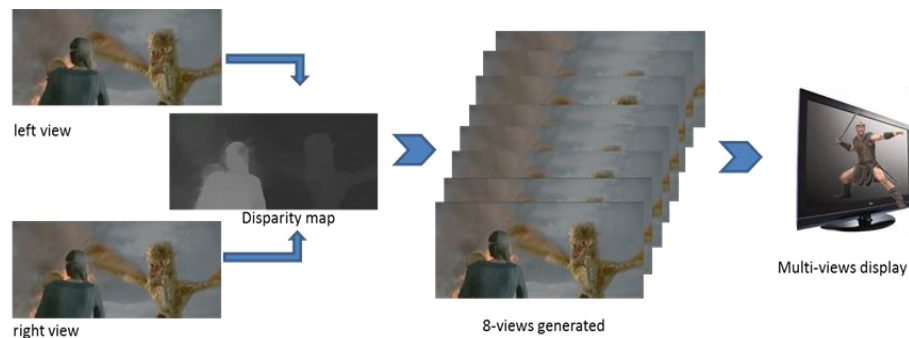 left view
Disparity map
right view
8-views generated
Multi-views display